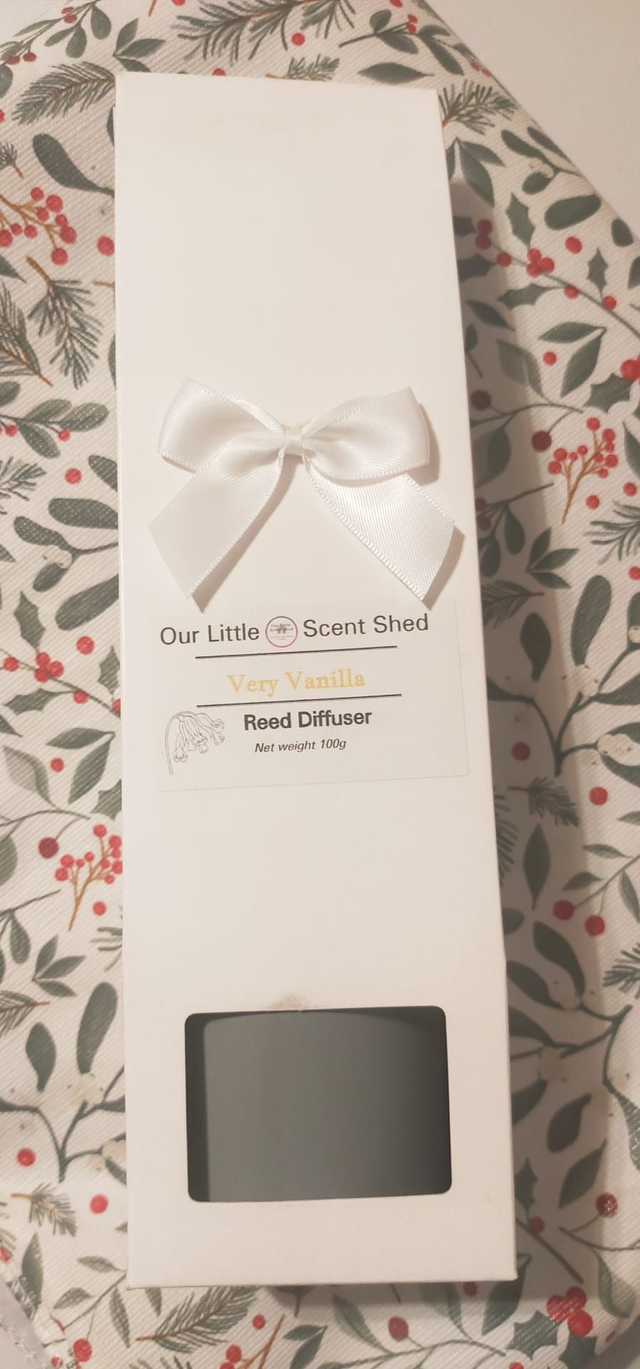 Our Little Scent Shed
Very Vanilla
Reed Diffuser
Net weight 100g